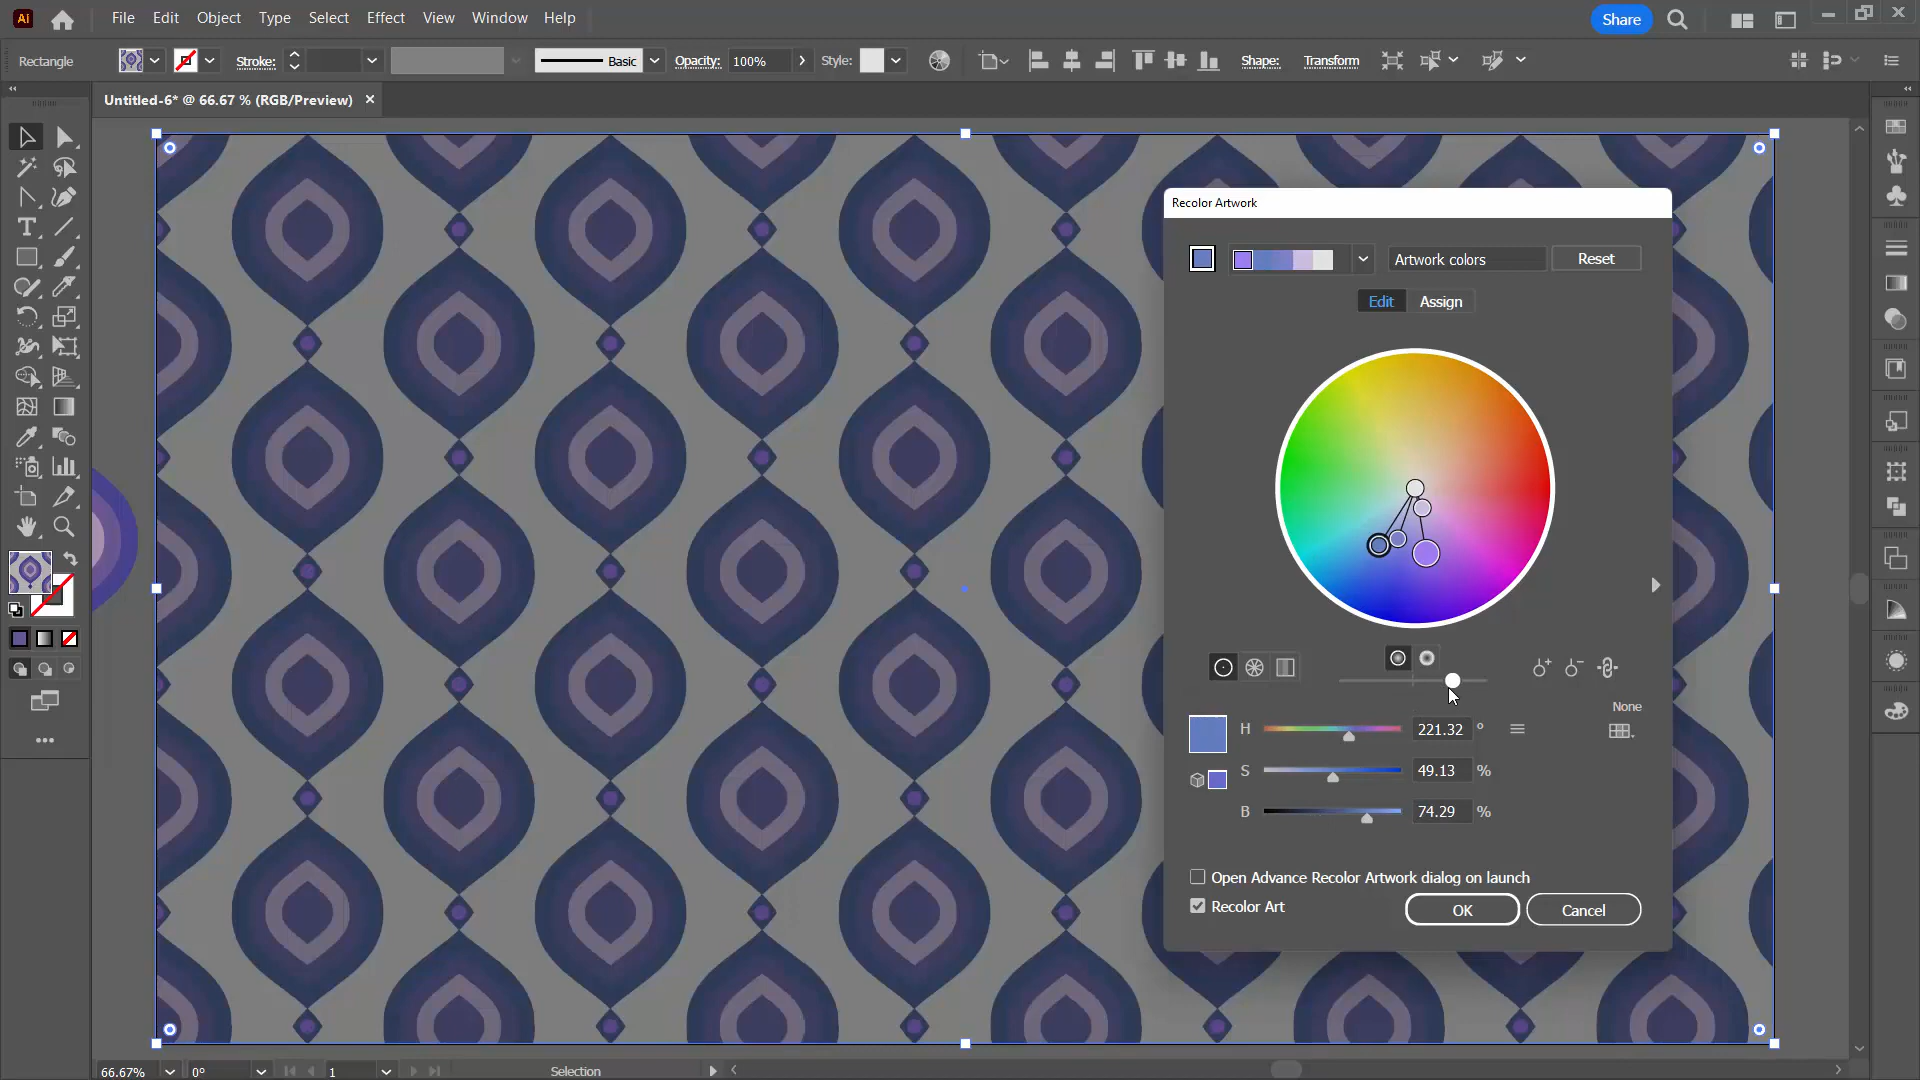 Ai File Edit Object Type Select Effect View Window Help Share
Rectangle Stroke: Basic Opacity: 100% Style: Shape: Transform
Untitled-6* @ 66.67 % (RGB/Preview)
Recolor Artwork
Artwork colors Reset
Edit Assign
None
H 221.32 °
S 49.13 %
B 74.29 %
Open Advance Recolor Artwork dialog on launch
Recolor Art OK Cancel
66.67% 0° 1 Selection